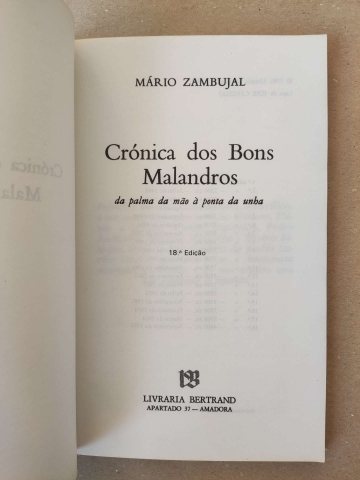 MÁRIO ZAMBUJAL
Crónica dos Bons
Malandros
da palma da mão à ponta da unha
18.ª Edição
LIVRARIA BERTRAND
APARTADO 37 — AMADORA